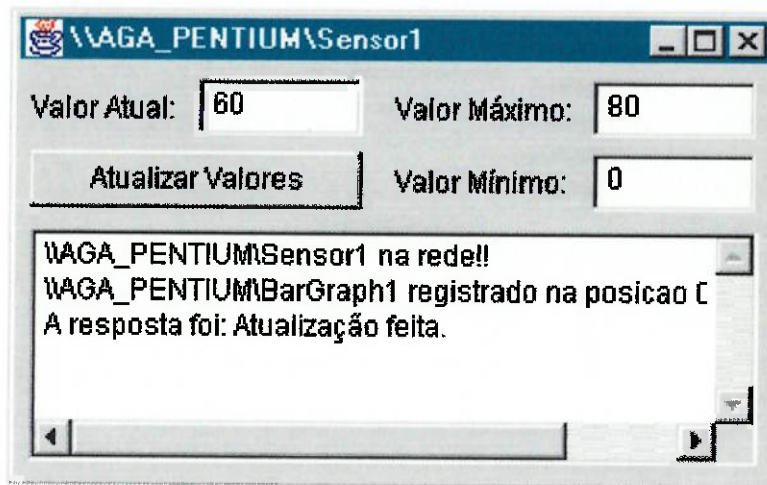 \\AGA_PENTIUM\Sensor1
Valor Atual: 60 Valor Máximo: 80
Atualizar Valores Valor Mínimo: 0
\\AGA_PENTIUM\Sensor1 na rede!!
\\AGA_PENTIUM\BarGraph1 registrado na posicao
A resposta foi: Atualização feita.